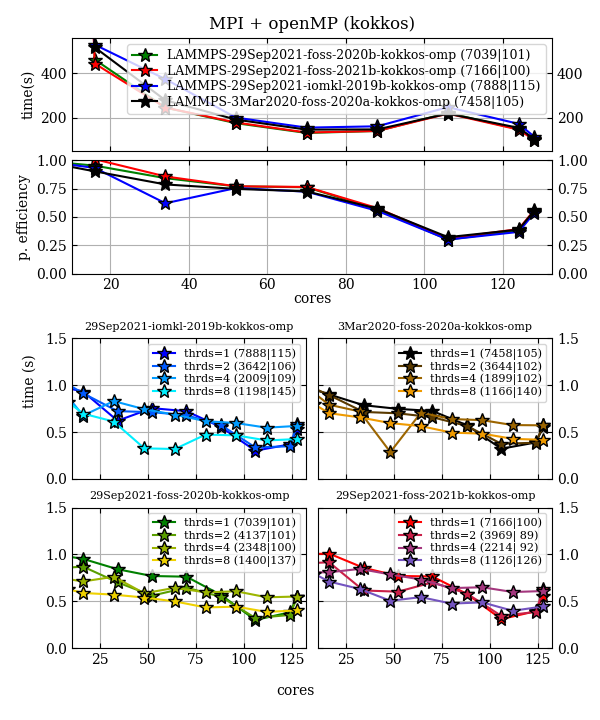 MPI + openMP (kokkos)
time(s)
400
200
400
200
LAMMPS-29Sep2021-foss-2020b-kokkos-omp (7039|101)
LAMMPS-29Sep2021-foss-2021b-kokkos-omp (7166|100)
LAMMPS-29Sep2021-iomkl-2019b-kokkos-omp (7888|115)
LAMMPS-3Mar2020-foss-2020a-kokkos-omp (7458|105)
p. efficiency
1.00
0.75
0.50
0.25
0.00
1.00
0.75
0.50
0.25
0.00
20 40 60 80 100 120
cores
29Sep2021-iomkl-2019b-kokkos-omp
time (s)
1.5
1.0
0.5
0.0
thrds=1 (7888|115)
thrds=2 (3642|106)
thrds=4 (2009|109)
thrds=8 (1198|145)
3Mar2020-foss-2020a-kokkos-omp
thrds=1 (7458|105)
thrds=2 (3644|102)
thrds=4 (1899|102)
thrds=8 (1166|140)
1.5
1.0
0.5
0.0
29Sep2021-foss-2020b-kokkos-omp
1.5
1.0
0.5
0.0
thrds=1 (7039|101)
thrds=2 (4137|101)
thrds=4 (2348|100)
thrds=8 (1400|137)
25 50 75 100 125
29Sep2021-foss-2021b-kokkos-omp
thrds=1 (7166|100)
thrds=2 (3969| 89)
thrds=4 (2214| 92)
thrds=8 (1126|126)
1.5
1.0
0.5
0.0
25 50 75 100 125
cores